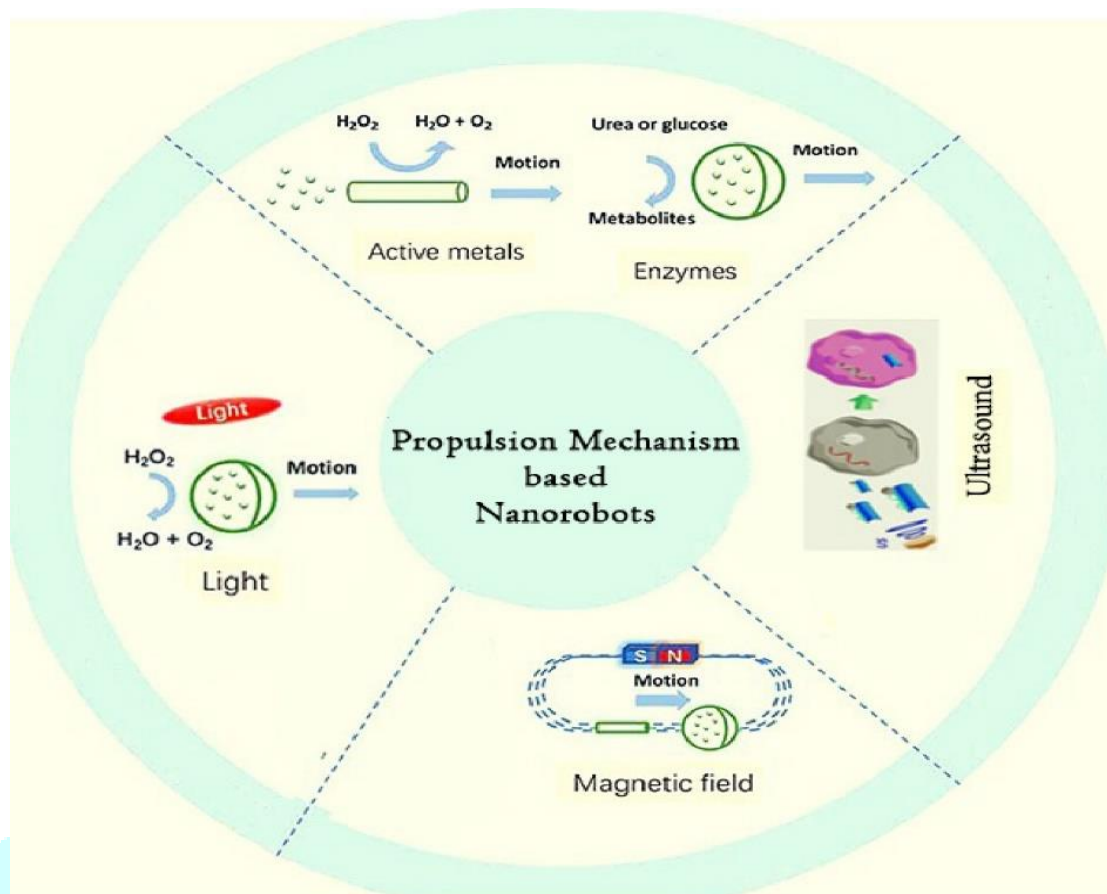 H₂O₂ H₂O + O₂
Motion
Active metals
Urea or glucose
Motion
Metabolites
Enzymes
Light
H₂O₂
Motion
H₂O + O₂
Light
Propulsion Mechanism
based
Nanorobots
Ultrasound
US
S N
Motion
Magnetic field